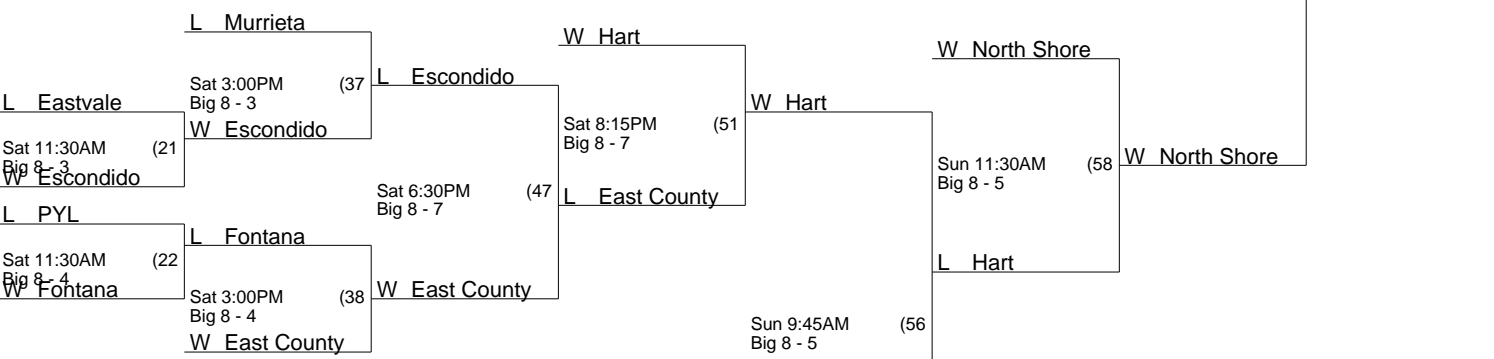 L Murrieta
W Hart
W North Shore
Sat 3:00PM (37
Big 8 - 3
L Escondido
L Eastvale
W Hart
W Escondido
Sat 8:15PM (51
Big 8 - 7
Sat 11:30AM (21
Big 8 - 3
W Escondido
Sun 11:30AM (58
Big 8 - 5
W North Shore
Sat 6:30PM (47
Big 8 - 7
L East County
L PYL
L Fontana
Sat 11:30AM (22
Big 8 - 4
W Fontana
L Hart
Sat 3:00PM (38
Big 8 - 4
W East County
Sun 9:45AM (56
Big 8 - 5
W East County